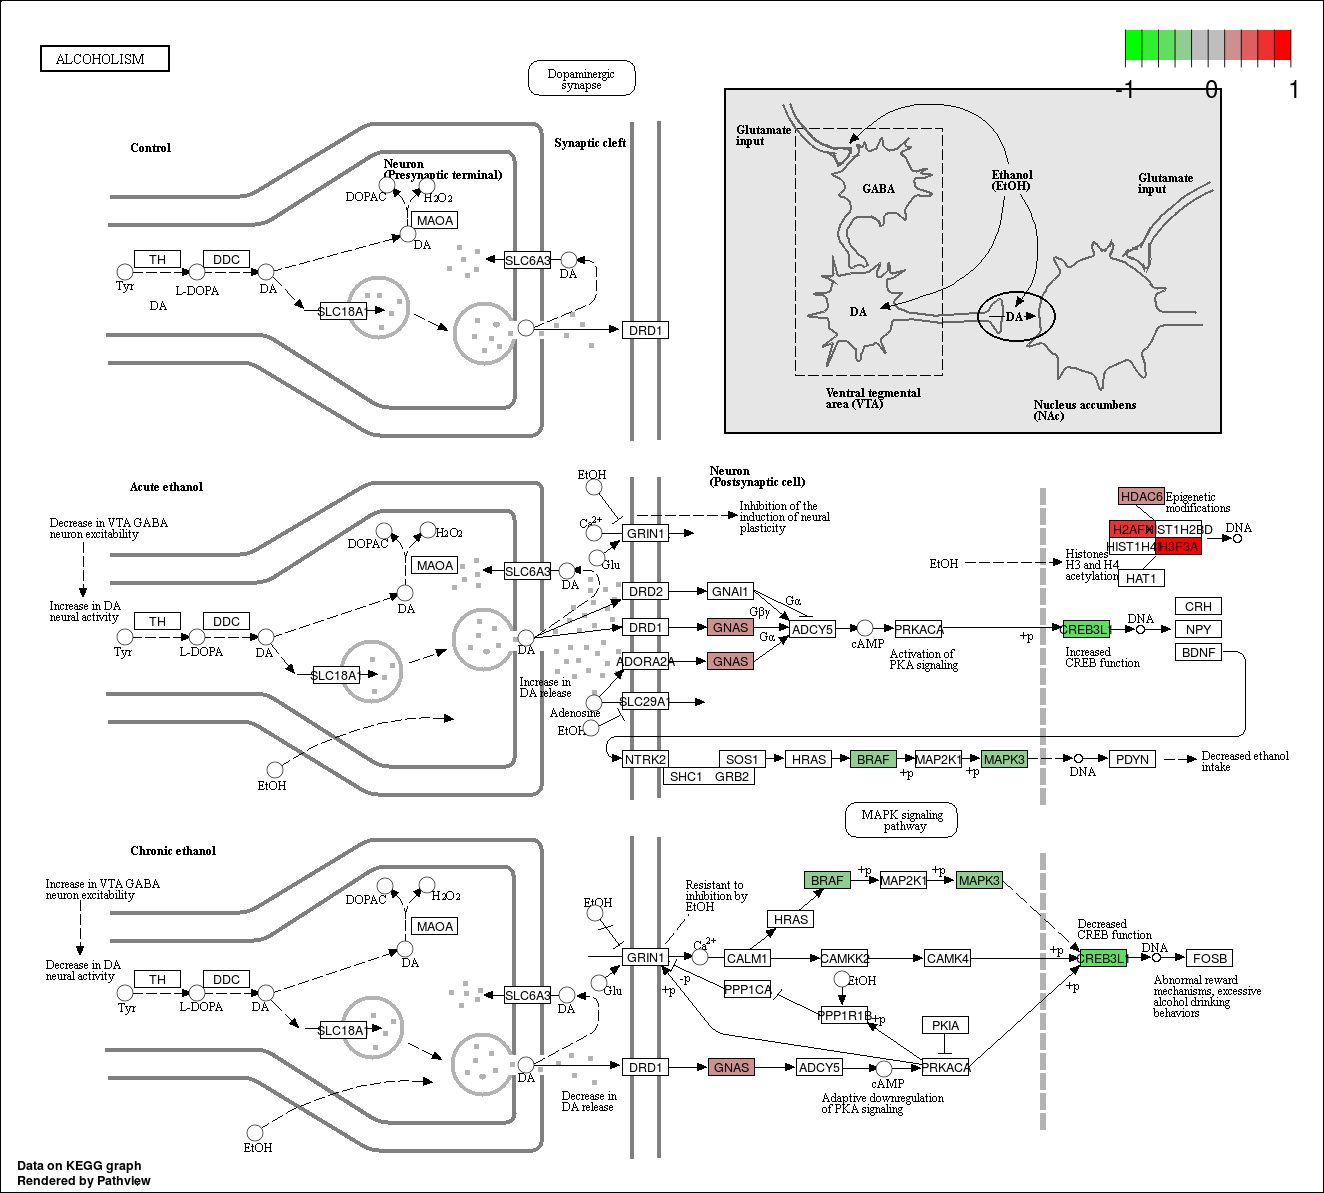 ALCOHOLISM
Dopaminergic
synapse
-1
0
1
Control
Neuron
(Presynaptic terminal)
Synaptic cleft
DOPAC
H2O2
MAOA
DA
TH
DDC
Tyr
L-DOPA
DA
DA
SLC18A1
SLC6A3
DA
DRD1
Glutamate
input
GABA
Ethanol
(EtOH)
Glutamate
input
DA
DA
Ventral tegmental
area (VTA)
Nucleus accumbens
(NAc)
Acute ethanol
Decrease in VTA GABA
neuron excitability
Increase in DA
neural activity
DOPAC
H2O2
MAOA
DA
TH
DDC
Tyr
L-DOPA
DA
SLC18A1
EtOH
SLC6A3
DA
DA
Increase in
DA release
EtOH
Ca2+
Glu
Adenosine
EtOH
Neuron
(Postsynaptic cell)
GRIN1
Inhibition of the
induction of neural
plasticity
DRD2
GNAI1
Gα
DRD1
GNAS
Gβγ
Gα
ADORA2A
GNAS
SLC29A1
ADCY5
cAMP
PRKACA
Activation of
PKA signaling
+p
EtOH
Histones
H3 and H4
acetylation
HDAC6
Epigenetic
modifications
H2AFX
HIST1H2BD
HIST1H4
H3F3A
HAT1
DNA
CREB3L1
Increased
CREB function
DNA
CRH
NPY
BDNF
NTRK2
SHC1
GRB2
SOS1
HRAS
BRAF
+p
MAP2K1
+p
MAPK3
DNA
PDYN
Decreased ethanol
intake
MAPK signaling
pathway
Chronic ethanol
Increase in VTA GABA
neuron excitability
Decrease in DA
neural activity
DOPAC
H2O2
MAOA
DA
TH
DDC
Tyr
L-DOPA
DA
SLC18A1
EtOH
SLC6A3
DA
DA
Decrease in
DA release
EtOH
Glu
Resistant to
inhibition by
EtOH
GRIN1
Ca2+
+p
-p
CALM1
HRAS
BRAF
+p
MAP2K1
+p
MAPK3
CAMKK2
CAMK4
+p
PPP1CA
EtOH
PPP1R1B
+p
PKIA
DRD1
GNAS
ADCY5
cAMP
PRKACA
Adaptive downregulation
of PKA signaling
+p
Decreased
CREB function
CREB3L1
DNA
FOSB
Abnormal reward
mechanisms, excessive
alcohol drinking
behaviors
Data on KEGG graph
Rendered by Pathview